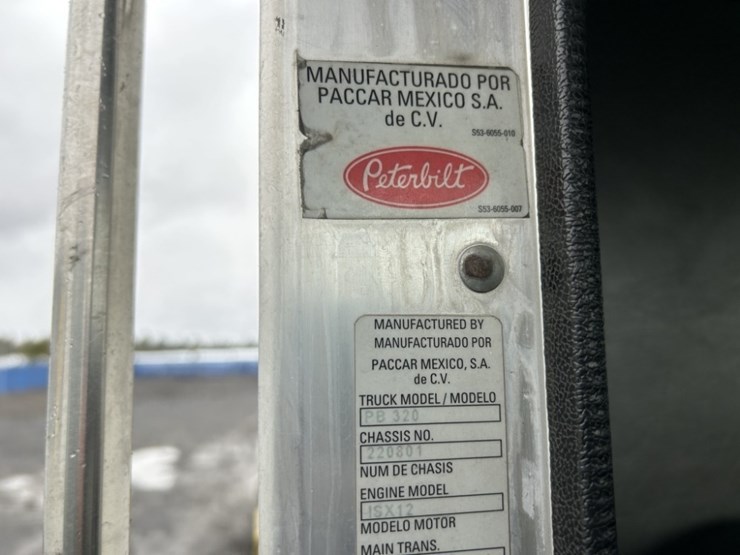 MANUFACTURADO POR
PACCAR MEXICO S.A.
de C.V.
S53-6055-010
Peterbilt
S53-6055-007
MANUFACTURED BY
MANUFACTURADO POR
PACCAR MEXICO, S.A.
de C.V.
TRUCK MODEL / MODELO
PB 320
CHASSIS NO.
220801
NUM DE CHASIS
ENGINE MODEL
ISX12
MODELO MOTOR
MAIN TRANS.